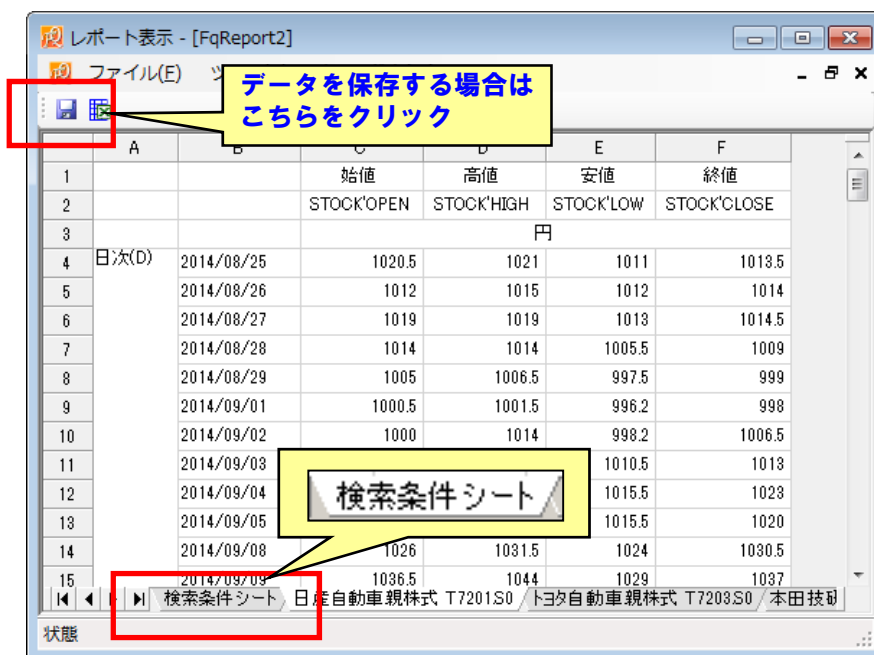 レポート表示 - [FqReport2]
ファイル(E) ツ
データを保存する場合は
こちらをクリック
A B C D E F
1 始値 高値 安値 終値
2 STOCK'OPEN STOCK'HIGH STOCK'LOW STOCK'CLOSE
3 円
4 日次(D) 2014/08/25 1020.5 1021 1011 1013.5
5 2014/08/26 1012 1015 1012 1014
6 2014/08/27 1019 1019 1013 1014.5
7 2014/08/28 1014 1014 1005.5 1009
8 2014/08/29 1005 1006.5 997.5 999
9 2014/09/01 1000.5 1001.5 996.2 998
10 2014/09/02 1000 1014 998.2 1006.5
11 2014/09/03 1010.5 1013
12 2014/09/04 1015.5 1023
13 2014/09/05 1015.5 1020
検索条件シート
14 2014/09/08 1026 1031.5 1024 1030.5
15 2014/09/09 1036.5 1044 1029 1037
検索条件シート 日産自動車親株式 T7201.S0 トヨタ自動車親株式 T7203.S0 本田技研
状態